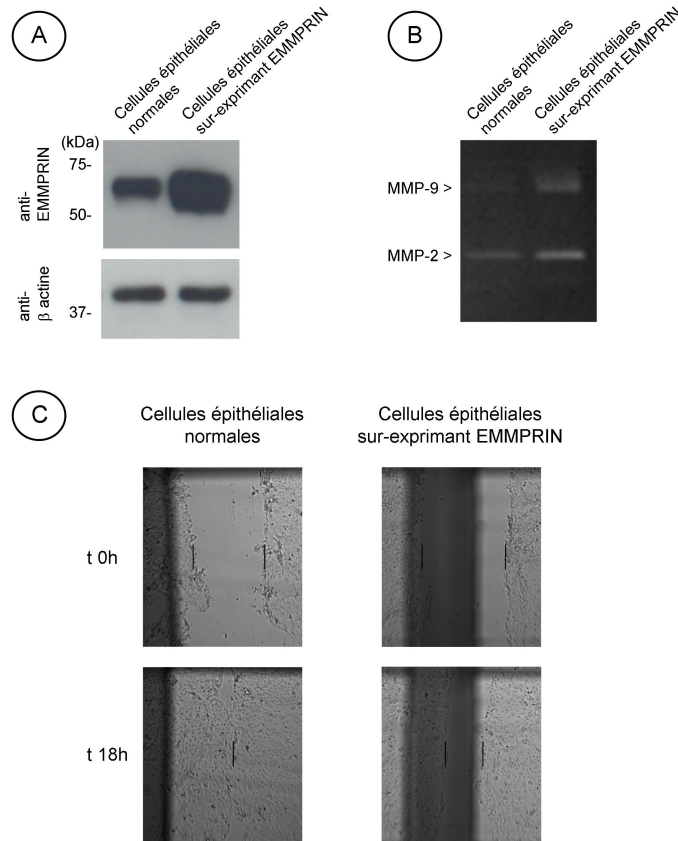 A
Cellules épithéliales
normales
Cellules épithéliales
sur-exprimant EMMPRIN
(kDa)
75-
50-
anti-
EMMPRIN
37-
anti-
β actine
B
Cellules épithéliales
normales
Cellules épithéliales
sur-exprimant EMMPRIN
MMP-9 >
MMP-2 >
C
Cellules épithéliales
normales
Cellules épithéliales
sur-exprimant EMMPRIN
t 0h
t 18h